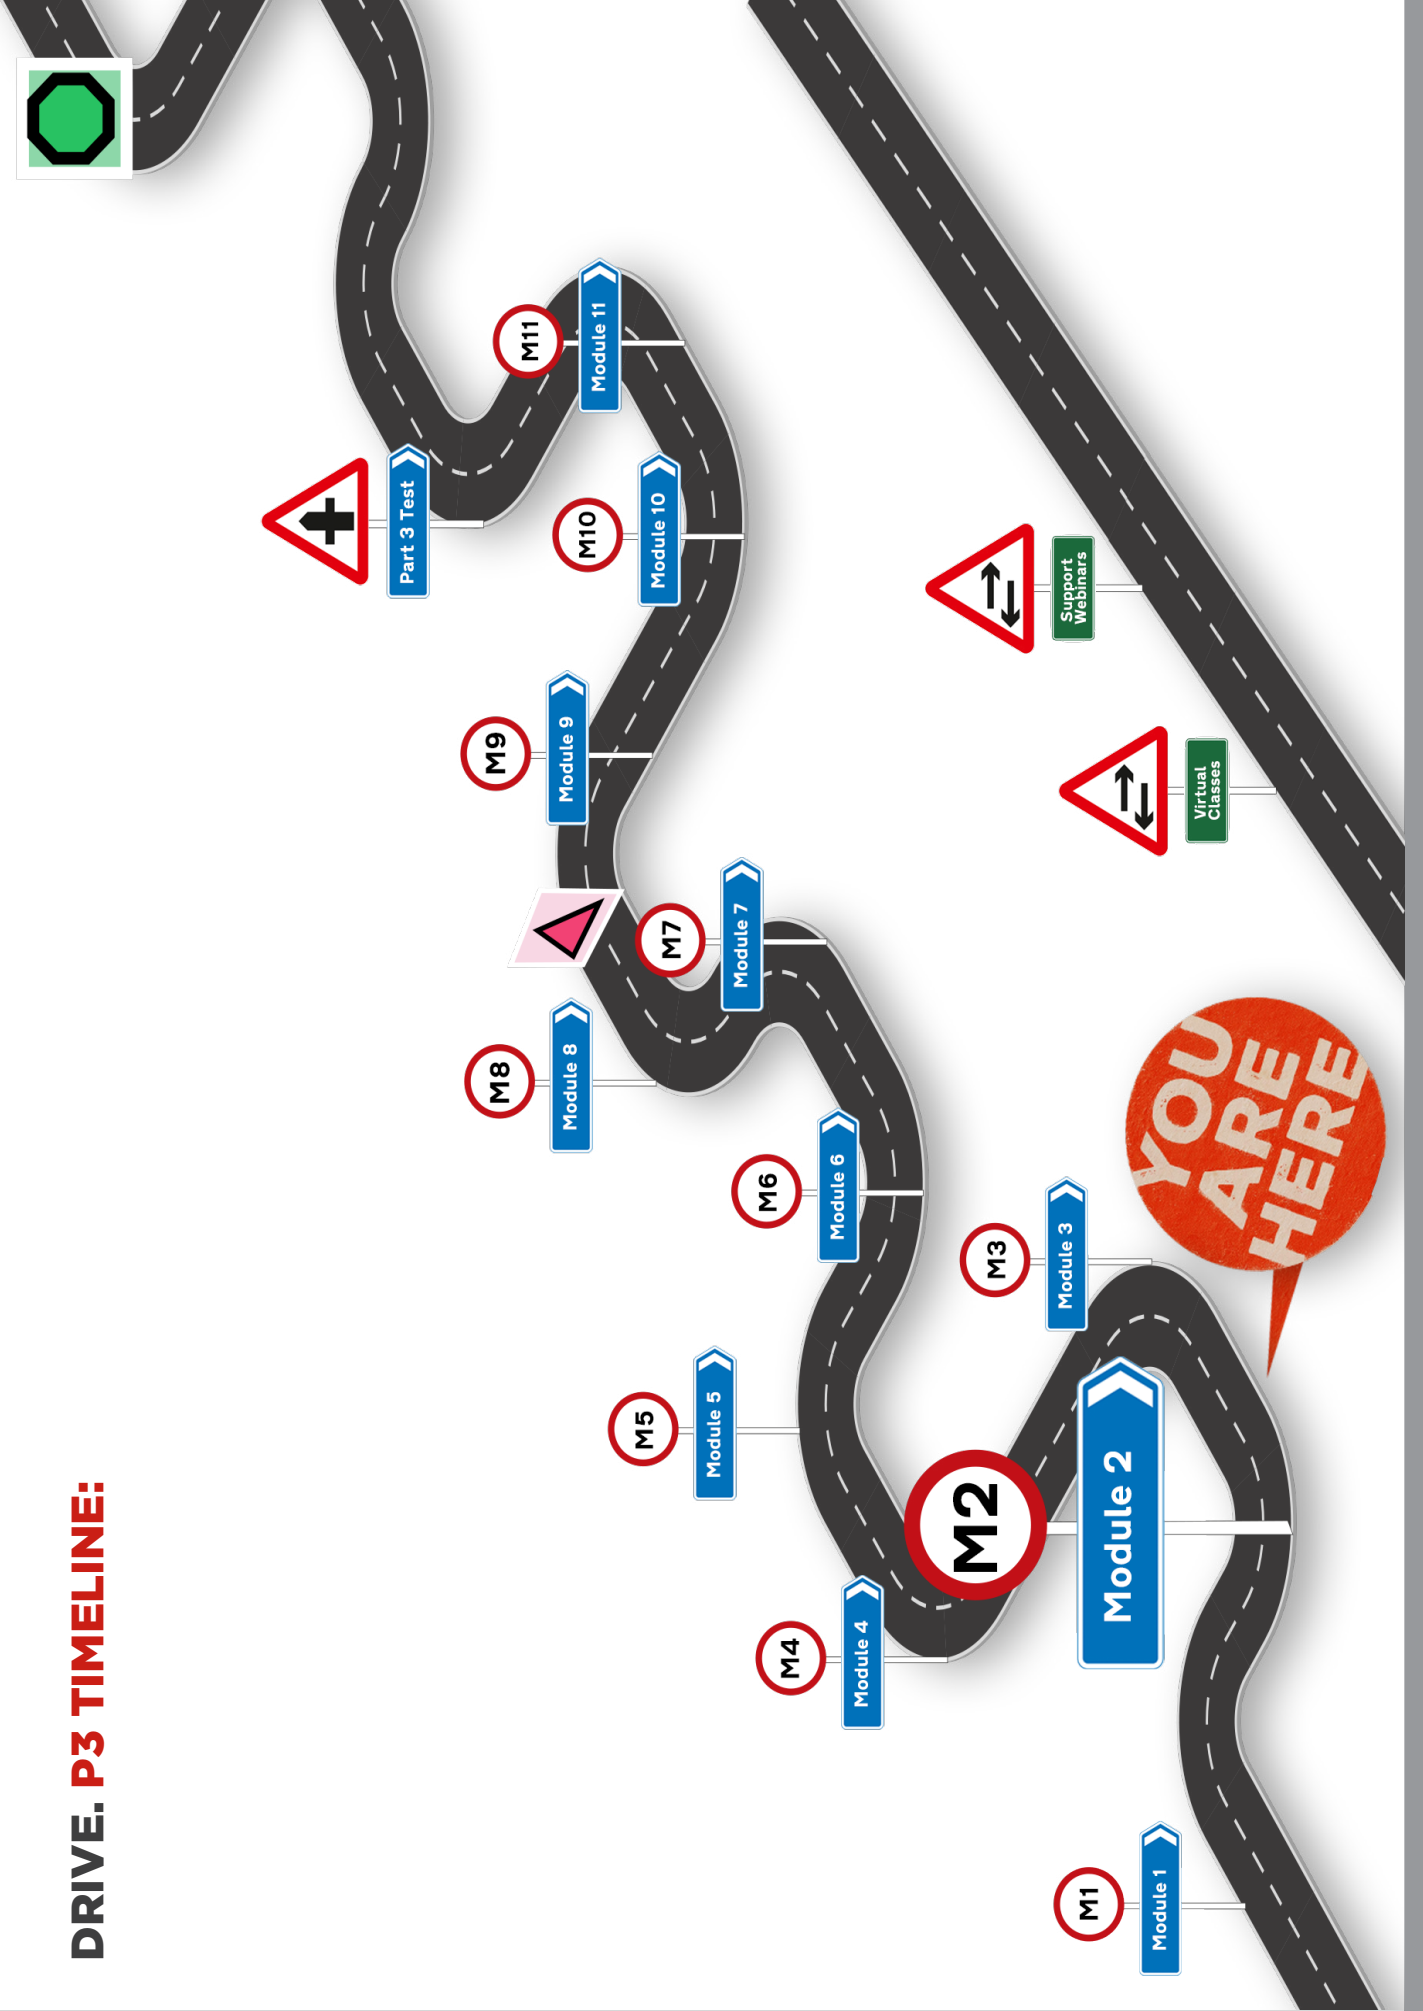 DRIVE. P3 TIMELINE:
M1
Module 1
M2
Module 2
YOU
ARE
HERE
M3
Module 3
M4
Module 4
M5
Module 5
M6
Module 6
M7
Module 7
M8
Module 8
M9
Module 9
M10
Module 10
M11
Module 11
Part 3 Test
Virtual
Classes
Support
Webinars